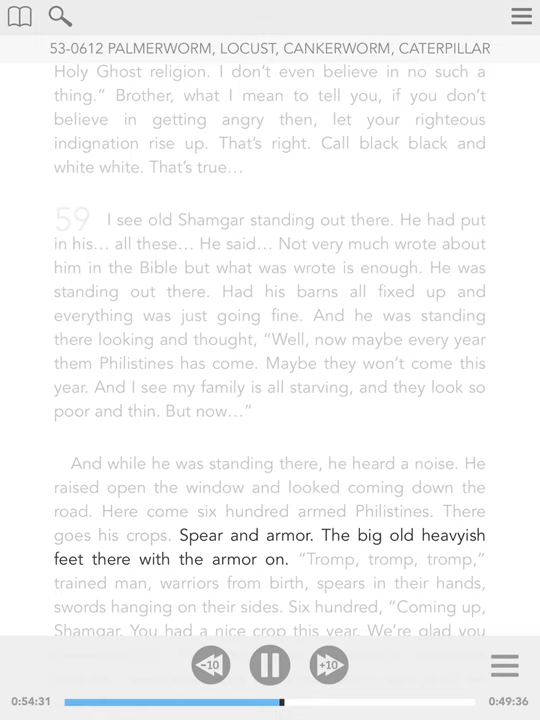 53-0612 PALMERWORM, LOCUST, CANKERWORM, CATERPILLAR
Holy Ghost religion. I don’t even believe in no such a
thing.” Brother, what I mean to tell you, if you don’t
believe in getting angry then, let your righteous
indignation rise up. That’s right. Call black black and
white white. That’s true…
59 I see old Shamgar standing out there. He had put
in his… all these… He said… Not very much wrote about
him in the Bible but what was wrote is enough. He was
standing out there. Had his barns all fixed up and
everything was just going fine. And he was standing
there looking and thought, “Well, now maybe every year
them Philistines has come. Maybe they won’t come this
year. And I see my family is all starving, and they look so
poor and thin. But now…”
And while he was standing there, he heard a noise. He
raised open the window and looked coming down the
road. Here come six hundred armed Philistines. There
goes his crops. Spear and armor. The big old heavyish
feet there with the armor on. “Tromp, tromp, tromp,”
trained man, warriors from birth, spears in their hands,
swords hanging on their sides. Six hundred, “Coming up,
Shamgar. You had a nice crop this year. We’re glad you
-10 +10
0:54:31 0:49:36